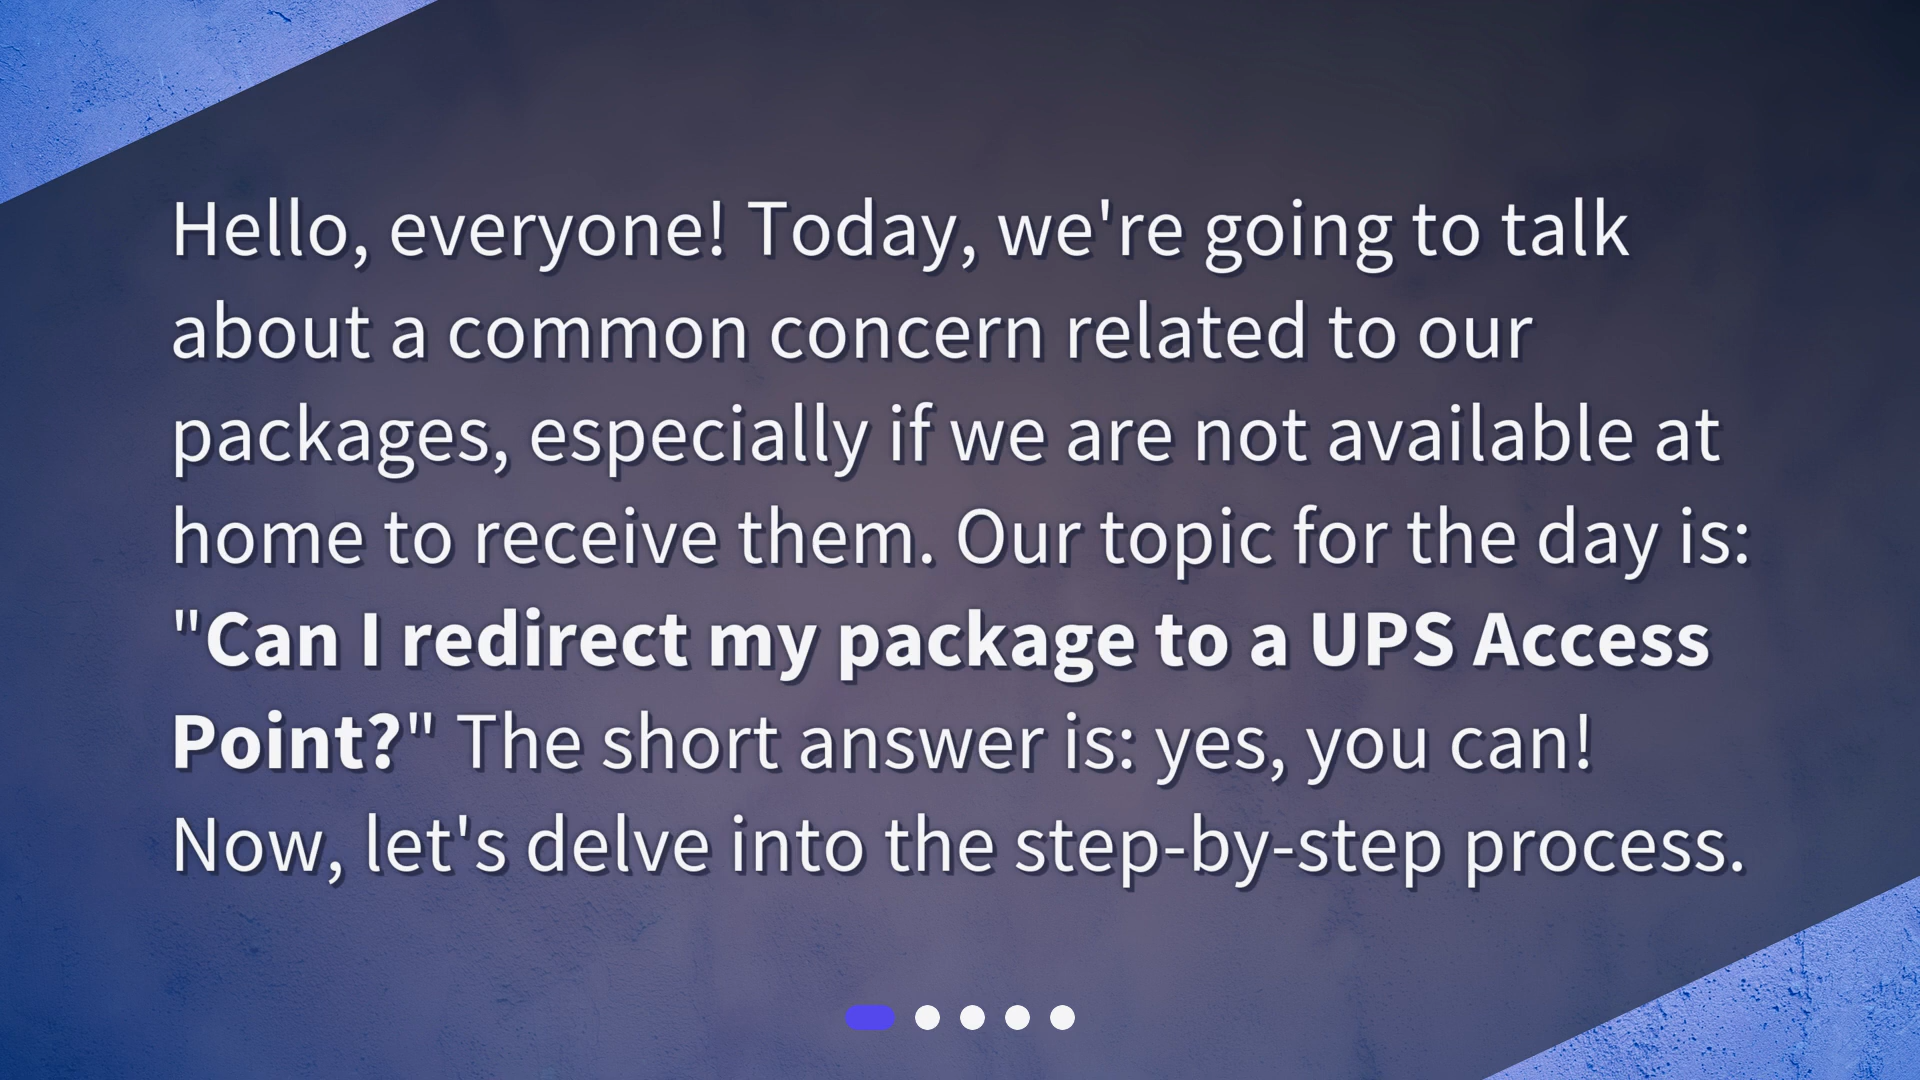 Hello, everyone! Today, we're going to talk
about a common concern related to our
packages, especially if we are not available at
home to receive them. Our topic for the day is:
"Can I redirect my package to a UPS Access
Point?" The short answer is: yes, you can!
Now, let's delve into the step-by-step process.